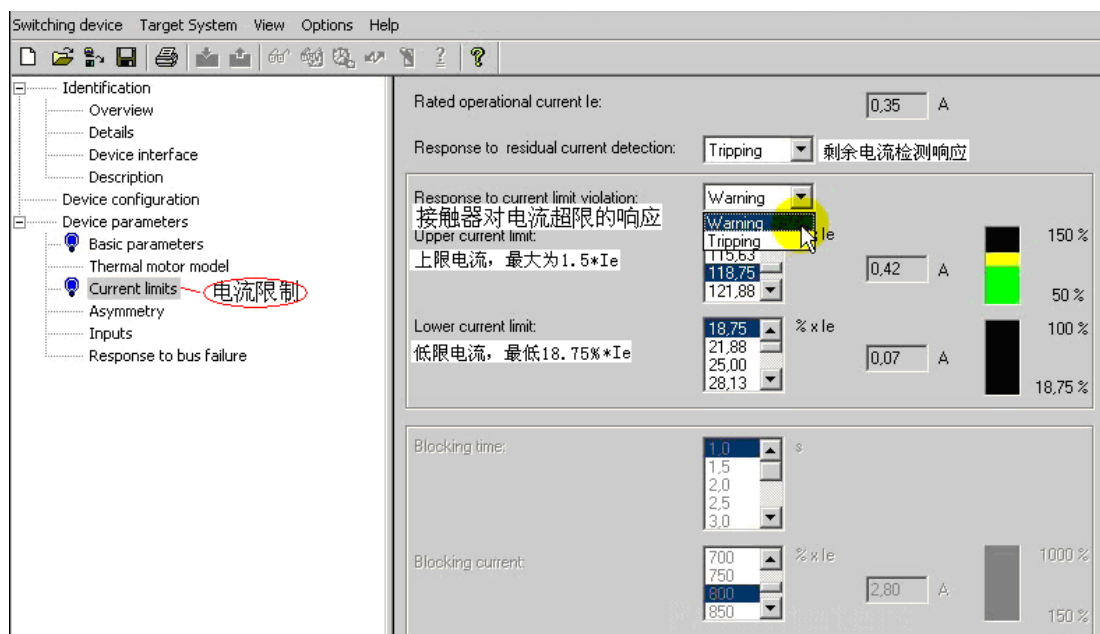 Switching device Target System View Options Help
Identification
Overview
Details
Device interface
Description
Device configuration
Device parameters
Basic parameters
Thermal motor model
Current limits 电流限制
Asymmetry
Inputs
Response to bus failure
Rated operational current Ie: 0,35 A
Response to residual current detection: Tripping 剩余电流检测响应
Response to current limit violation: Warning
接触器对电流超限的响应
Warning
Tripping
Upper current limit: Ie 150 %
上限电流，最大为1.5*Ie
115,63
118,75 0,42 A
121,88 50 %
Lower current limit: 18,75 % x Ie 100 %
低限电流，最低18.75%*Ie
21,88
25,00 0,07 A
28,13 18,75 %
Blocking time: 1,0 s
1,5
2,0
2,5
3,0
Blocking current: 700 % x Ie 1000 %
750
800 2,80 A
850 150 %